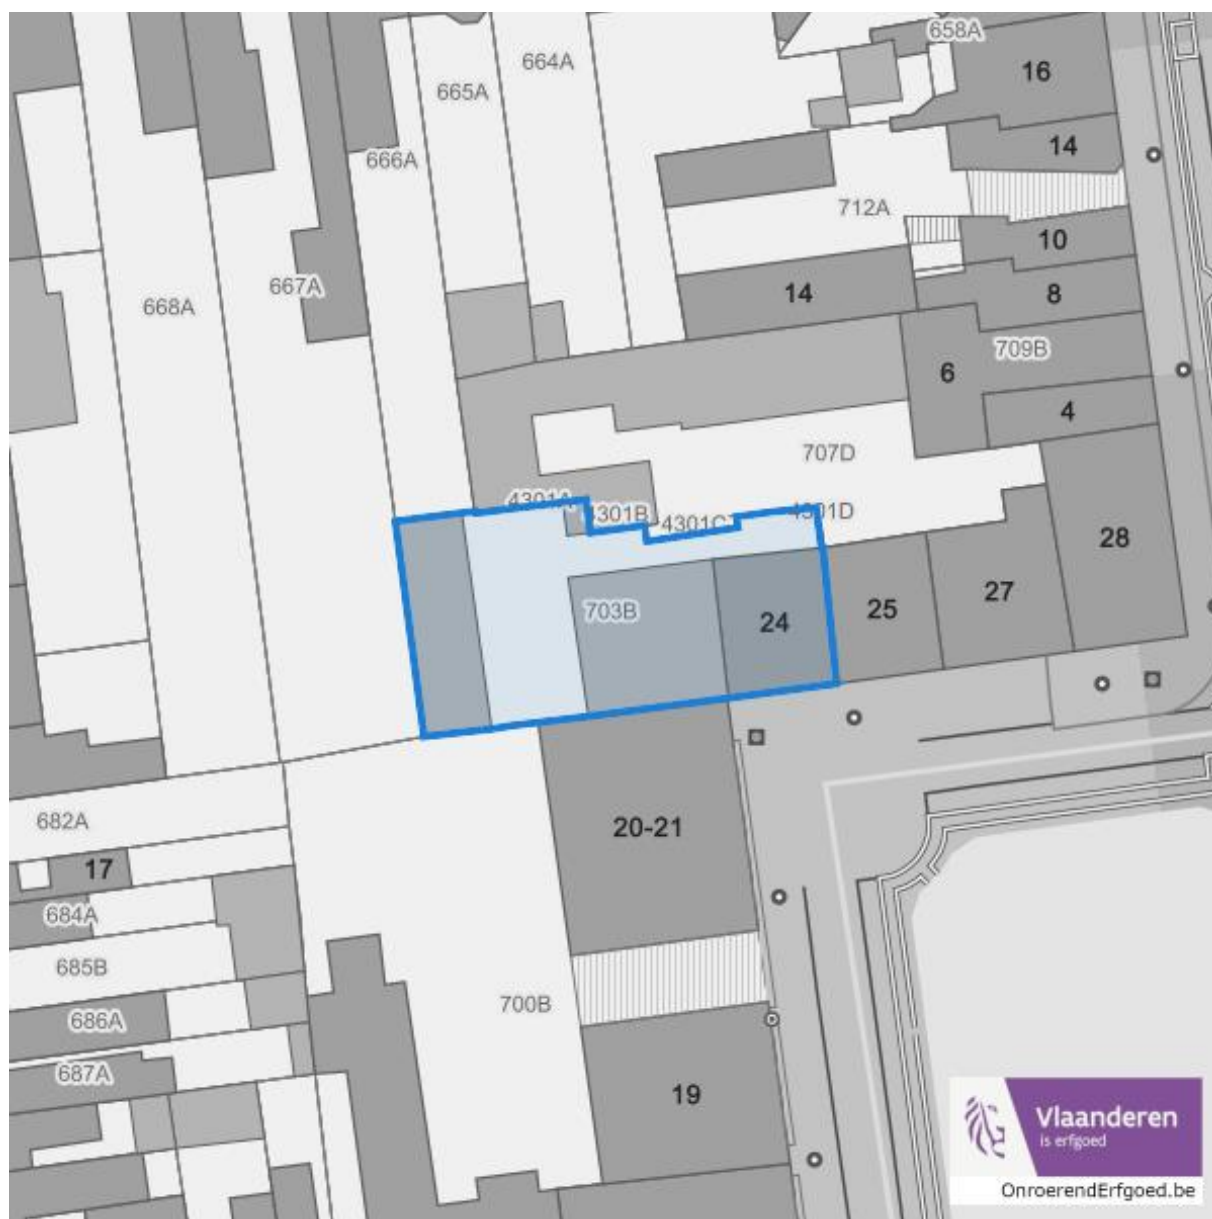 658A
664A
16
665A
14
666A
712A
10
667A
14
8
668A
709B
6
4
707D
4301A
4301B
4301C
4301D
28
27
703B
25
24
682A
20-21
17
684A
685B
700B
686A
687A
19
Vlaanderen
is erfgoed
OnroerendErfgoed.be